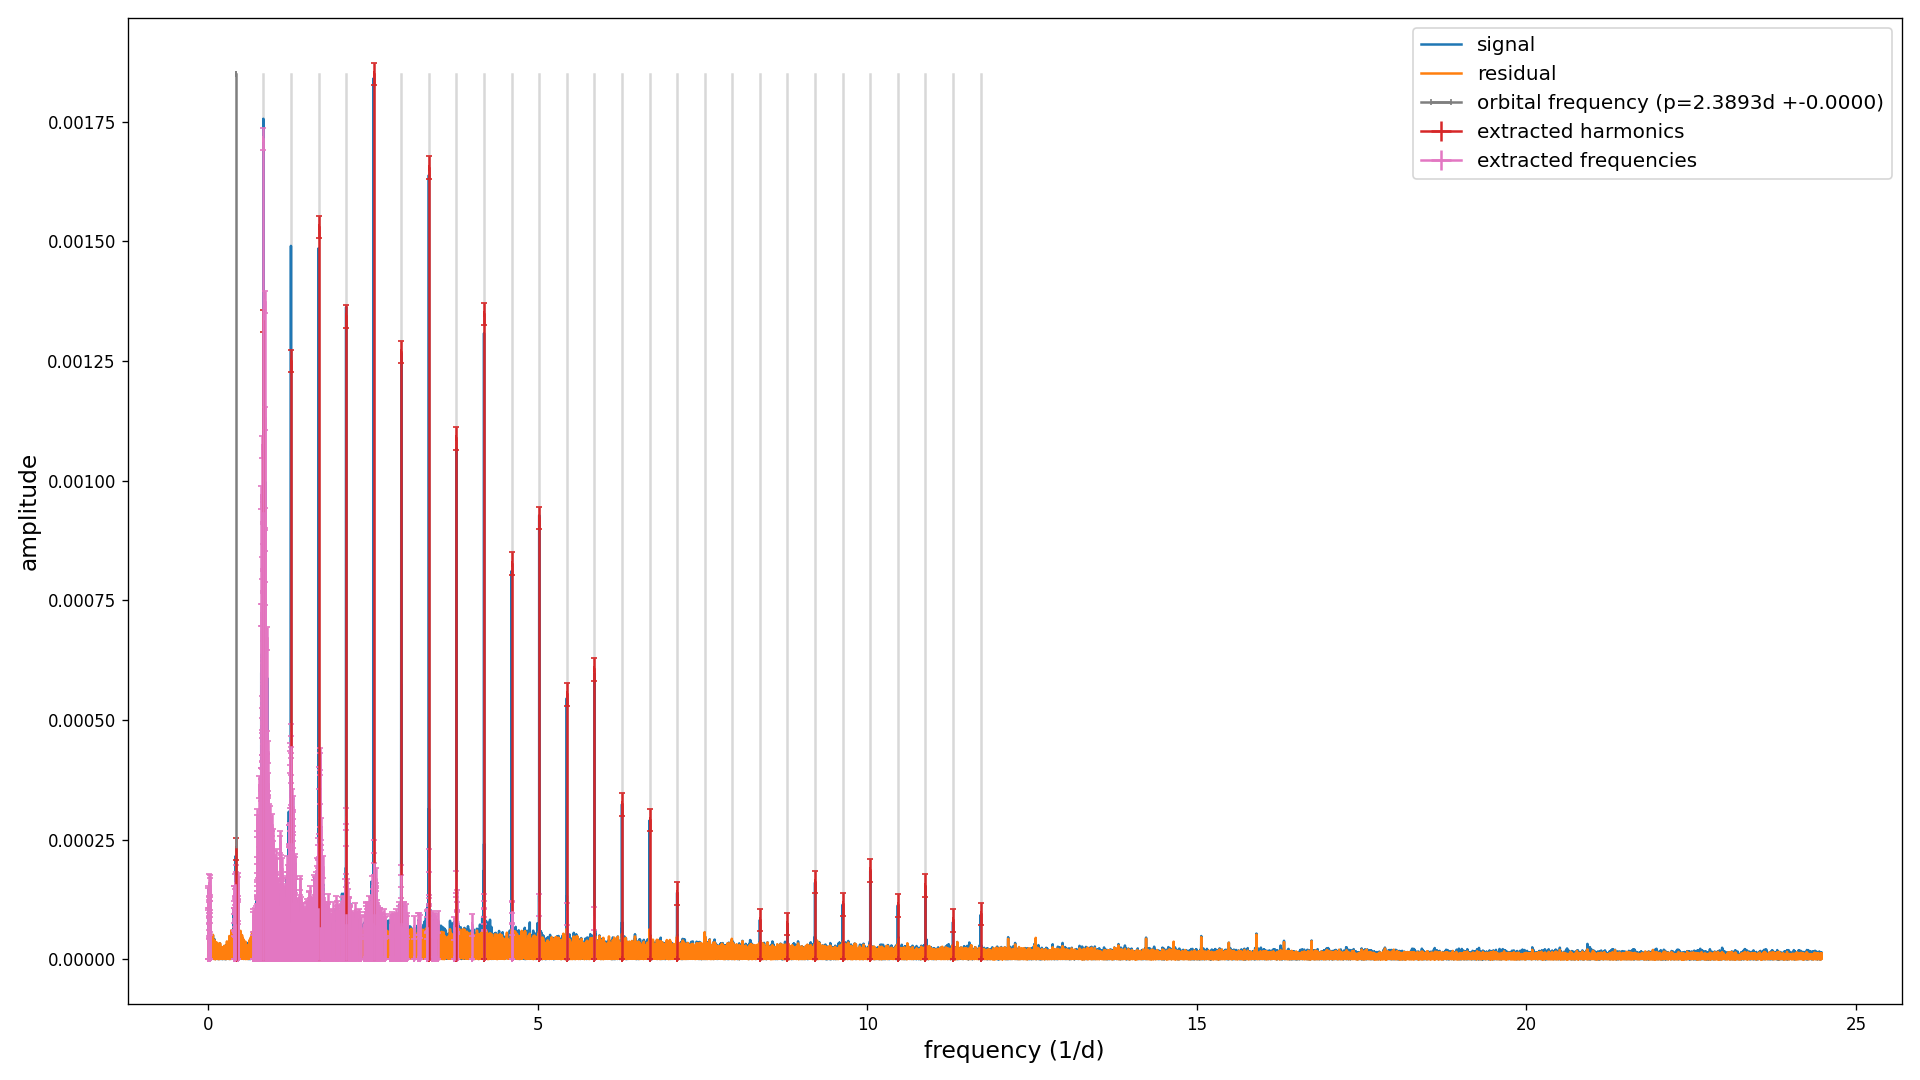 signal
residual
orbital frequency (p=2.3893d +-0.0000)
extracted harmonics
extracted frequencies
amplitude
0.00175
0.00150
0.00125
0.00100
0.00075
0.00050
0.00025
0.00000
0 5 10 15 20 25
frequency (1/d)